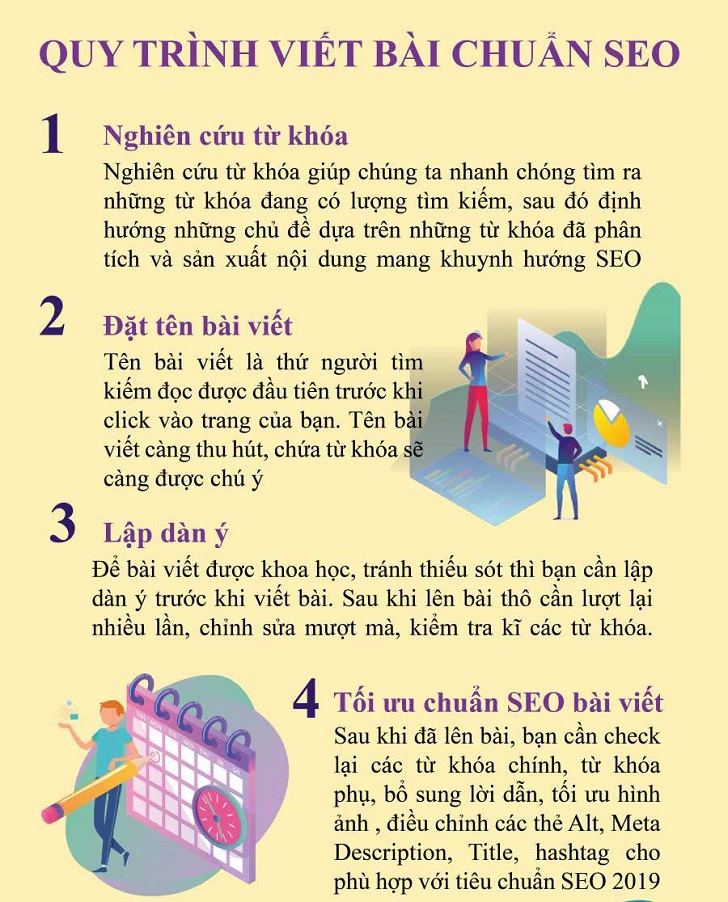 QUY TRÌNH VIẾT BÀI CHUẨN SEO
1
Nghiên cứu từ khóa
Nghiên cứu từ khóa giúp chúng ta nhanh chóng tìm ra
những từ khóa đang có lượng tìm kiếm, sau đó định
hướng những chủ đề dựa trên những từ khóa đã phân
tích và sản xuất nội dung mang khuynh hướng SEO
2
Đặt tên bài viết
Tên bài viết là thứ người tìm
kiếm đọc được đầu tiên trước khi
click vào trang của bạn. Tên bài
viết càng thu hút, chứa từ khóa sẽ
càng được chú ý
3
Lập dàn ý
Để bài viết được khoa học, tránh thiếu sót thì bạn cần lập
dàn ý trước khi viết bài. Sau khi lên bài thô cần lượt lại
nhiều lần, chỉnh sửa mượt mà, kiểm tra kĩ các từ khóa.
4
Tối ưu chuẩn SEO bài viết
Sau khi đã lên bài, bạn cần check
lại các từ khóa chính, từ khóa
phụ, bổ sung lời dẫn, tối ưu hình
ảnh , điều chỉnh các thẻ Alt, Meta
Description, Title, hashtag cho
phù hợp với tiêu chuẩn SEO 2019